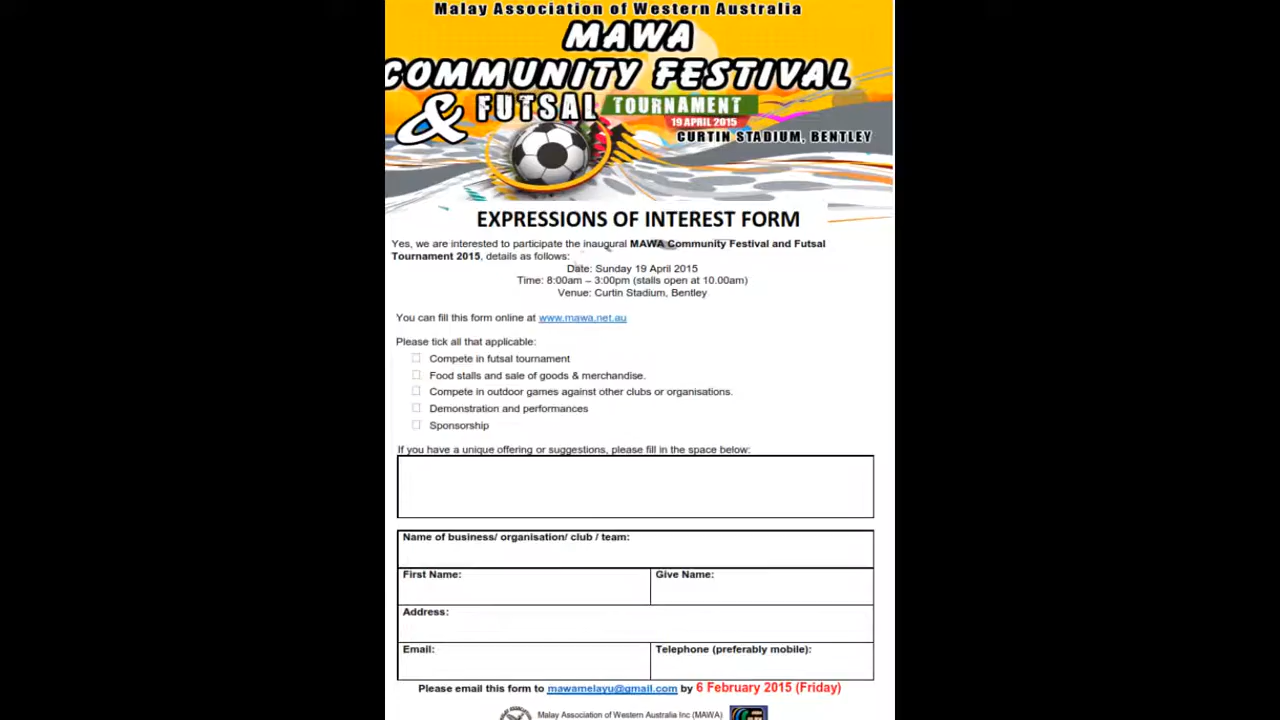 Malay Association of Western Australia
MAWA
COMMUNITY FESTIVAL
& FUTSAL TOURNAMENT
19 APRIL 2015
CURTIN STADIUM, BENTLEY
EXPRESSIONS OF INTEREST FORM
Yes, we are interested to participate the inaugural MAWA Community Festival and Futsal
Tournament 2015, details as follows:
Date: Sunday 19 April 2015
Time: 8:00am – 3:00pm (stalls open at 10.00am)
Venue: Curtin Stadium, Bentley
You can fill this form online at www.mawa.net.au
Please tick all that applicable:
Compete in futsal tournament
Food stalls and sale of goods & merchandise.
Compete in outdoor games against other clubs or organisations.
Demonstration and performances
Sponsorship
If you have a unique offering or suggestions, please fill in the space below:
Name of business/ organisation/ club / team:
First Name: Give Name:
Address:
Email: Telephone (preferably mobile):
Please email this form to mawamelayu@gmail.com by 6 February 2015 (Friday)
Malay Association of Western Australia Inc (MAWA)